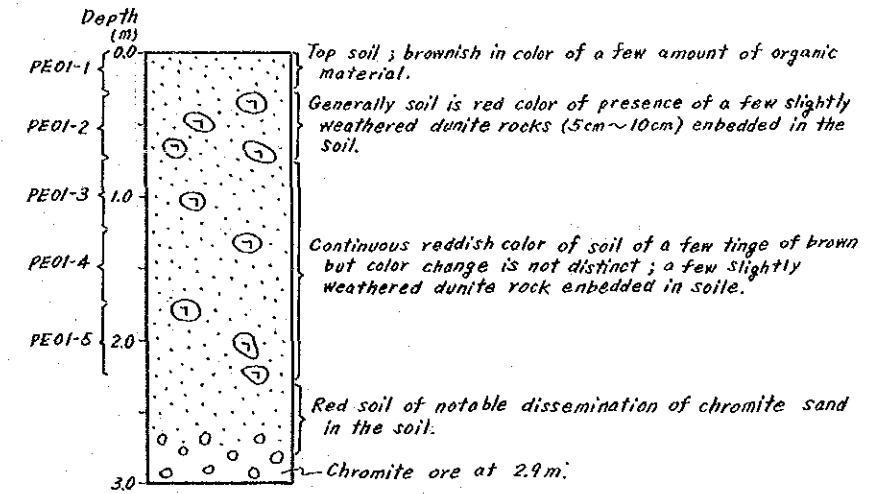 Depth
(m)
0.0
PE01-1
Top soil ; brownish in color of a few amount of organic
material.
Generally soil is red color of presence of a few slightly
weathered dunite rocks (5cm~10cm) enbedded in the
soil.
PE01-2
PE01-3
1.0
PE01-4
Continuous reddish color of soil of a few tinge of brown
but color change is not distinct ; a few slightly
weathered dunite rock enbedded in soile.
PE01-5
2.0
Red soil of notable dissemination of chromite sand
in the soil.
Chromite ore at 2.9m.
3.0